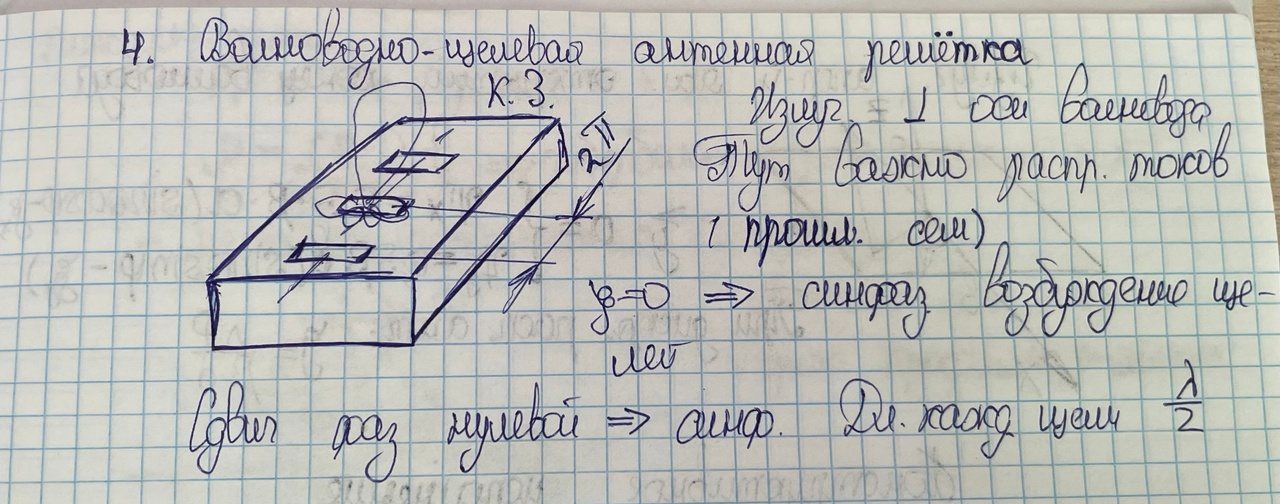 4. Волноводно-щелевая антенная решётка
К.З.
Излуч. = ⊥ оси волновода
2π
Тут важно распр. токов
(прошл. сем)
=0 ⇒ синфаз возбуждение ще-
лей
Сдвиг фаз нулевой ⇒ синф. Дл. кажд щели λ/2